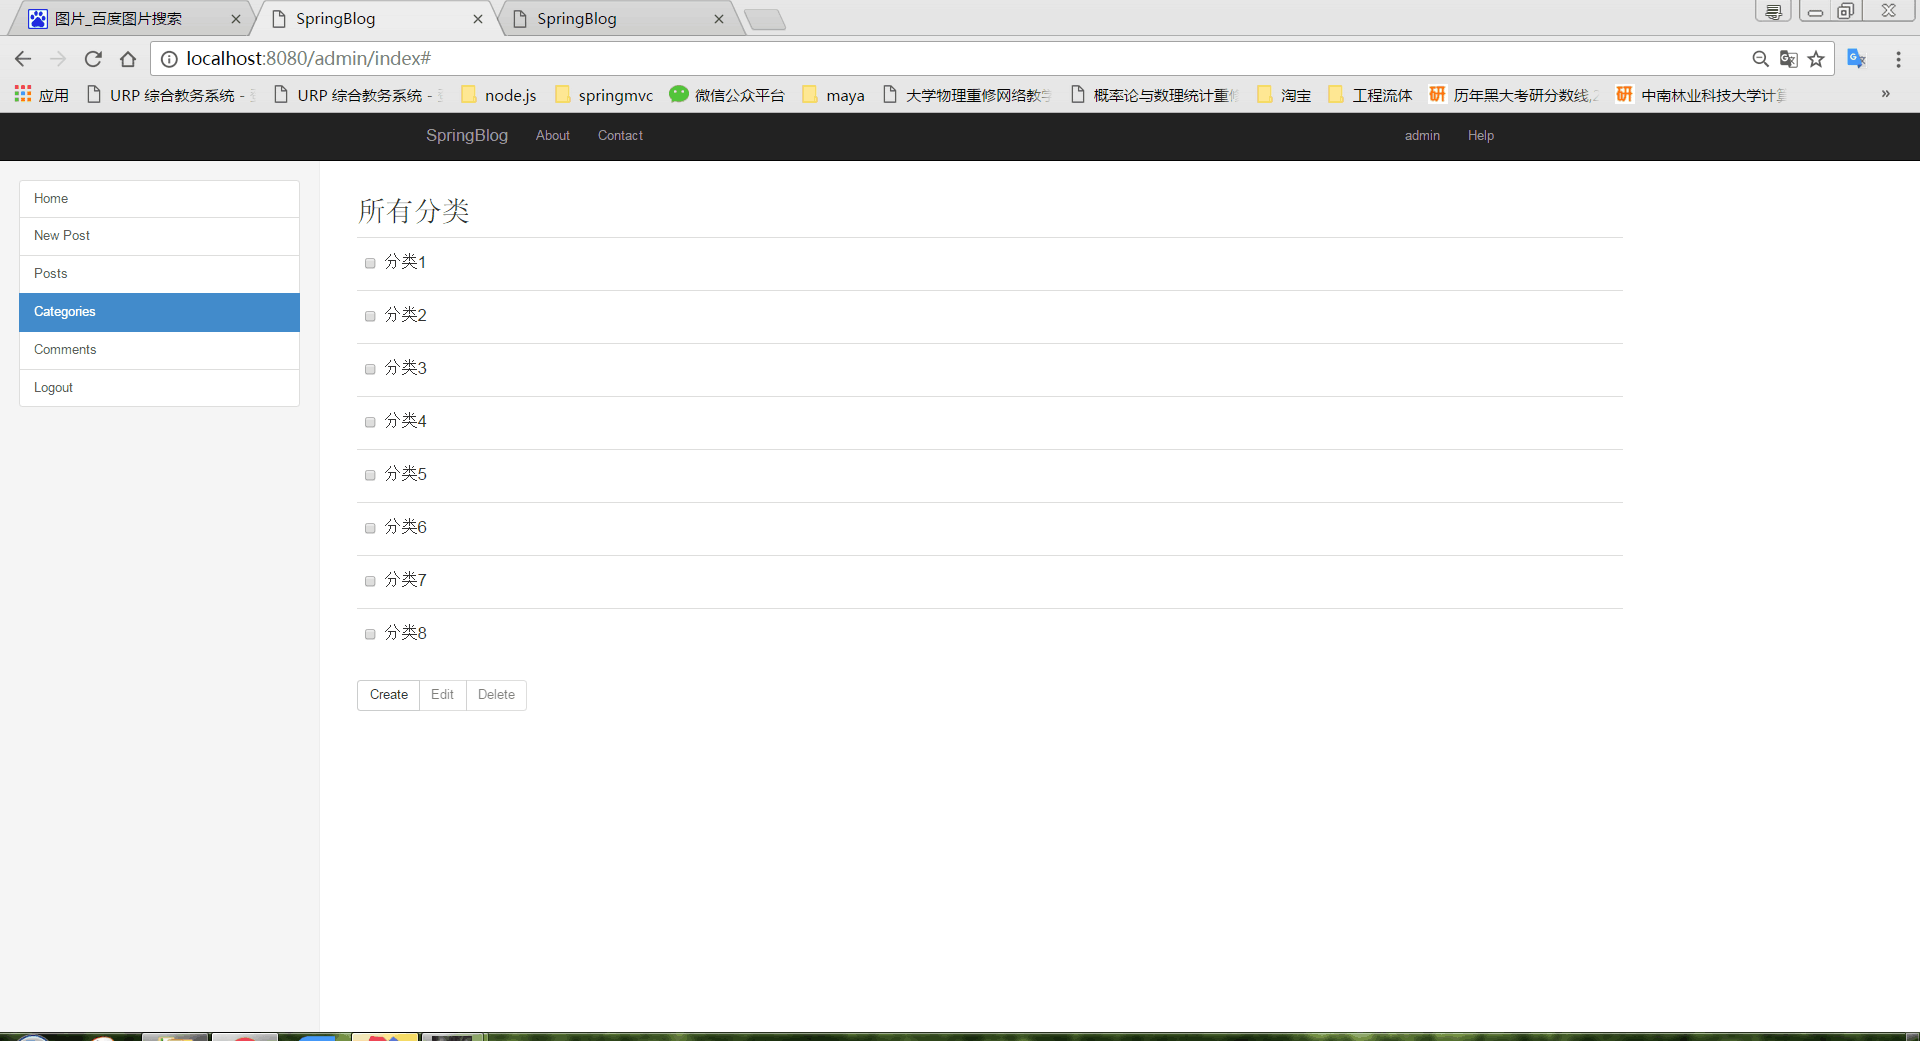 图片_百度图片搜索
SpringBlog
SpringBlog
localhost:8080/admin/index#
应用
URP 综合教务系统 -
URP 综合教务系统 -
node.js
springmvc
微信公众平台
maya
大学物理重修网络教学
概率论与数理统计重修
淘宝
工程流体
历年黑大考研分数线,2
中南林业科技大学计算
»
SpringBlog
About
Contact
admin
Help
Home
New Post
Posts
Categories
Comments
Logout
所有分类
分类1
分类2
分类3
分类4
分类5
分类6
分类7
分类8
Create
Edit
Delete